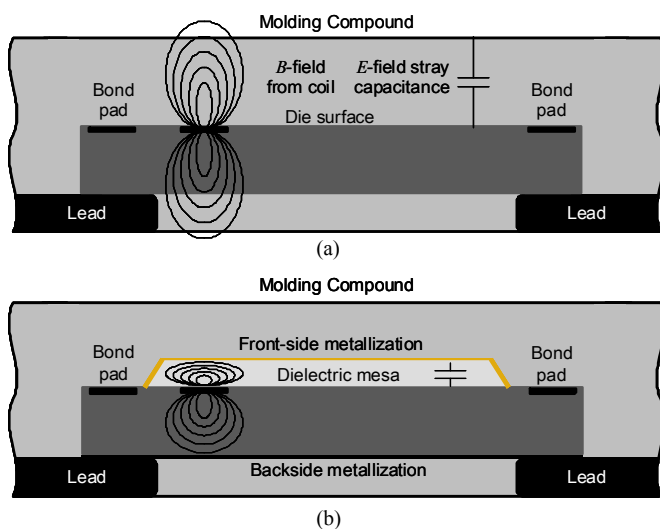 Molding Compound
B-field from coil
E-field stray capacitance
Bond pad
Die surface
Bond pad
Lead
Lead
(a)
Molding Compound
Front-side metallization
Bond pad
Dielectric mesa
Bond pad
Lead
Backside metallization
Lead
(b)